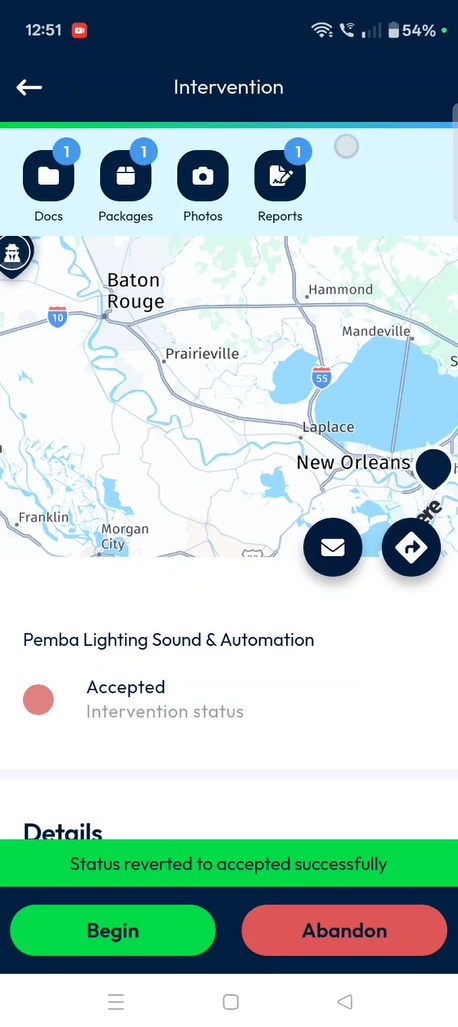 12:51
54%
Intervention
1
1
1
Docs
Packages
Photos
Reports
Baton
Rouge
Hammond
10
Mandeville
Prairieville
55
Laplace
New Orleans
Franklin
Morgan
City
Pemba Lighting Sound & Automation
Accepted
Intervention status
Details
Status reverted to accepted successfully
Begin
Abandon